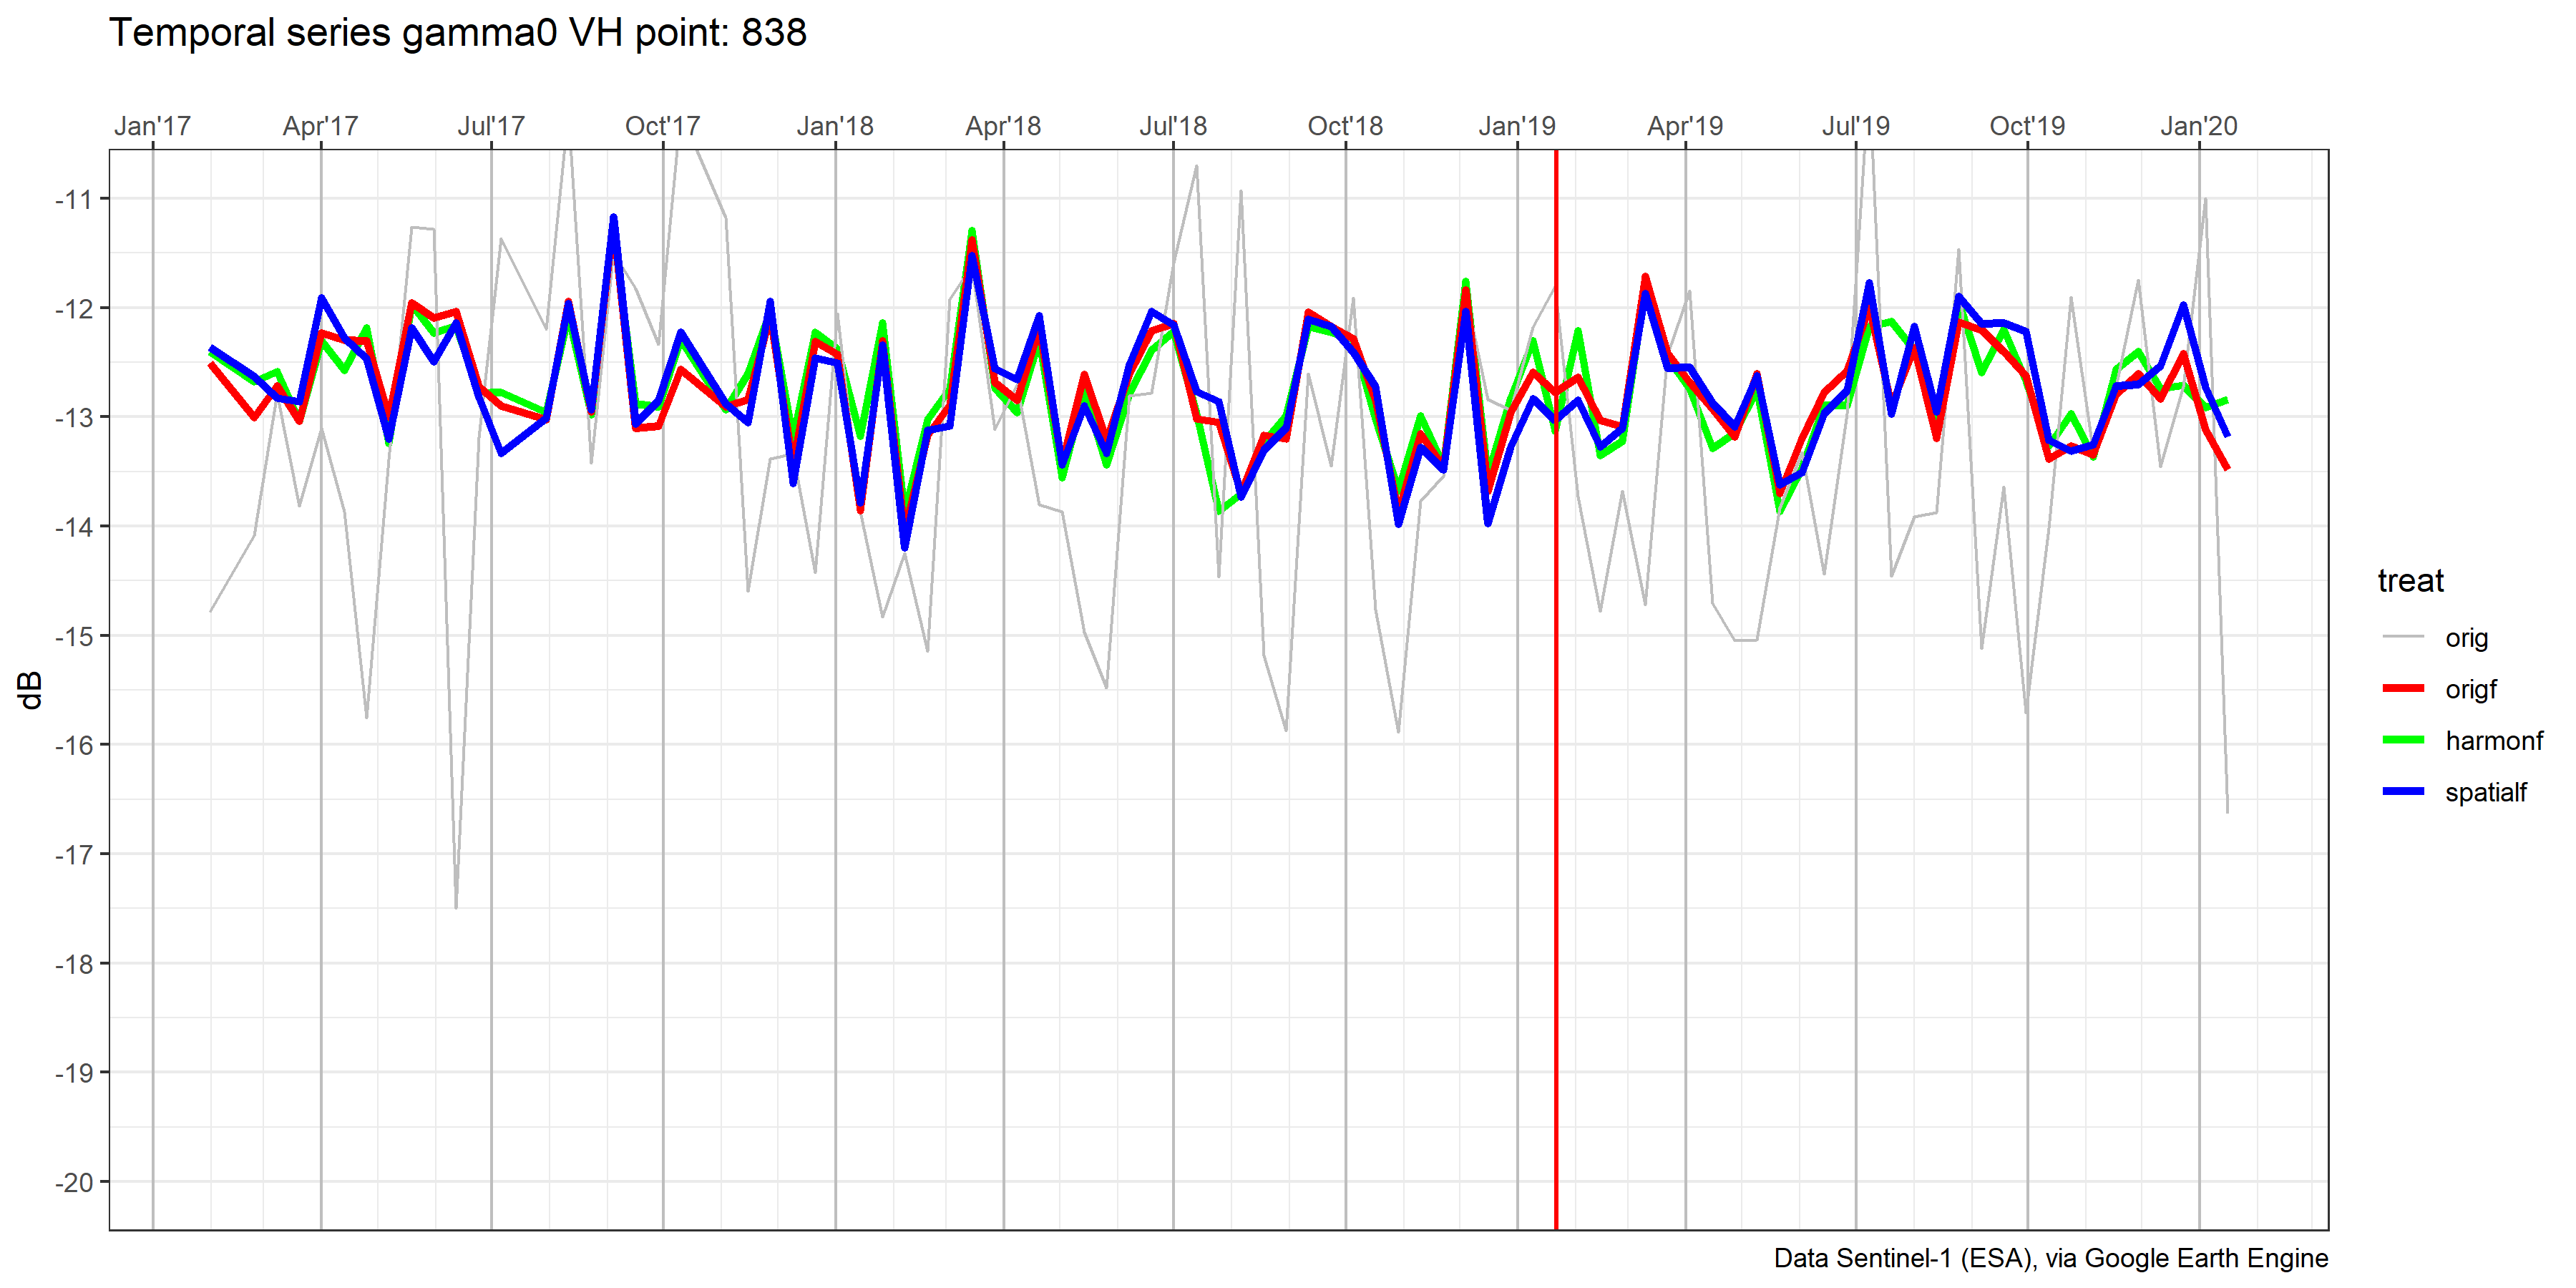 Temporal series gamma0 VH point: 838
Jan'17 Apr'17 Jul'17 Oct'17 Jan'18 Apr'18 Jul'18 Oct'18 Jan'19 Apr'19 Jul'19 Oct'19 Jan'20
-11
-12
-13
-14
-15
-16
-17
-18
-19
-20
dB
treat
orig
origf
harmonf
spatialf
Data Sentinel-1 (ESA), via Google Earth Engine